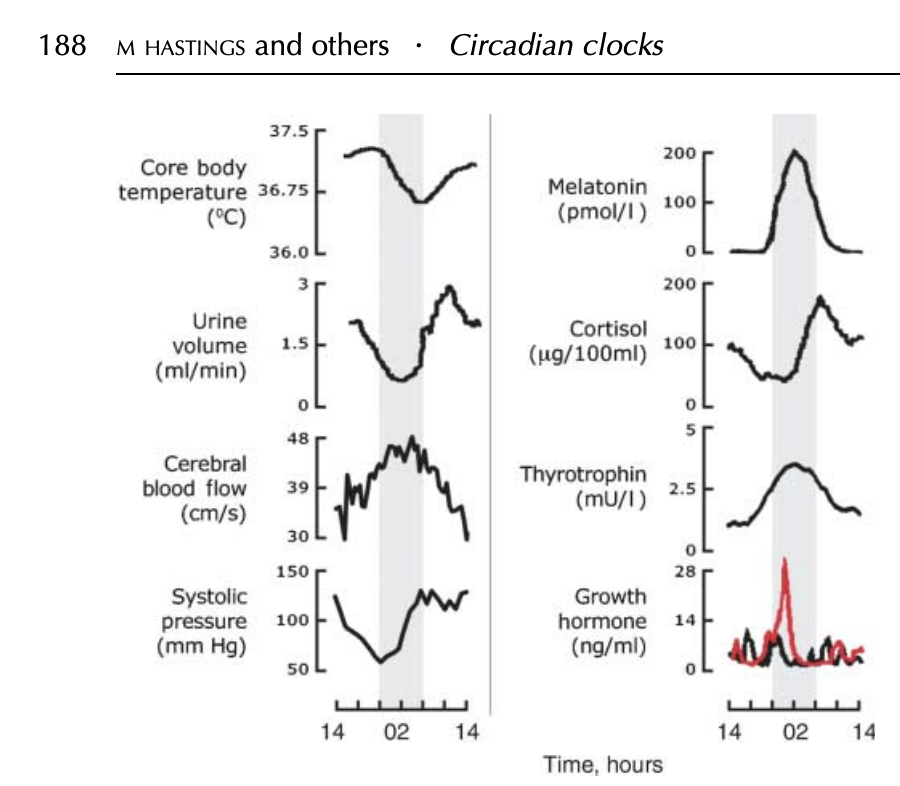 188 M HASTINGS and others · Circadian clocks
37.5
Core body
temperature
(⁰C)
36.75
36.0
Urine
volume
(ml/min)
3
1.5
0
Cerebral
blood flow
(cm/s)
48
39
30
Systolic
pressure
(mm Hg)
150
100
50
14 02 14
Melatonin
(pmol/l )
200
100
0
Cortisol
(µg/100ml)
200
100
0
Thyrotrophin
(mU/l )
5
2.5
0
Growth
hormone
(ng/ml)
28
14
0
14 02 14
Time, hours